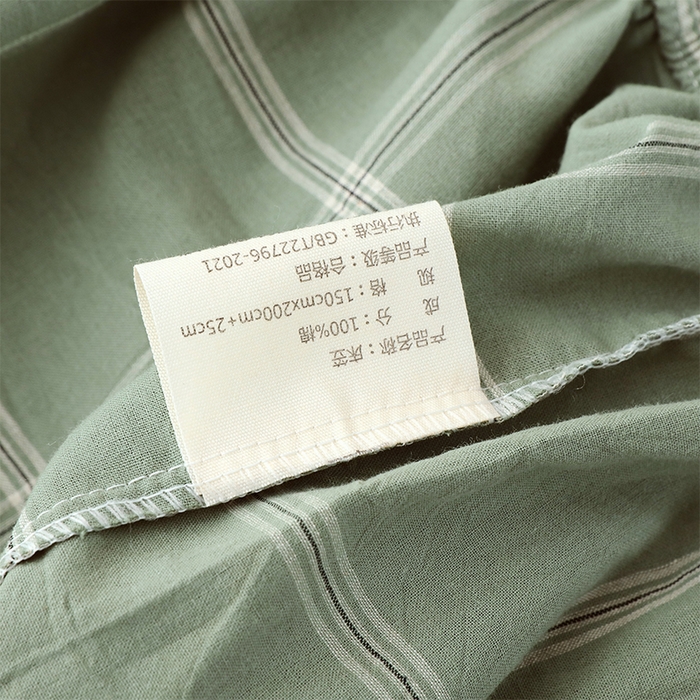 产品名称：床笠
成 分：100%棉
规 格：150cmx200cm+25cm
产品等级：合格品
执行标准：GB/T22796-2021